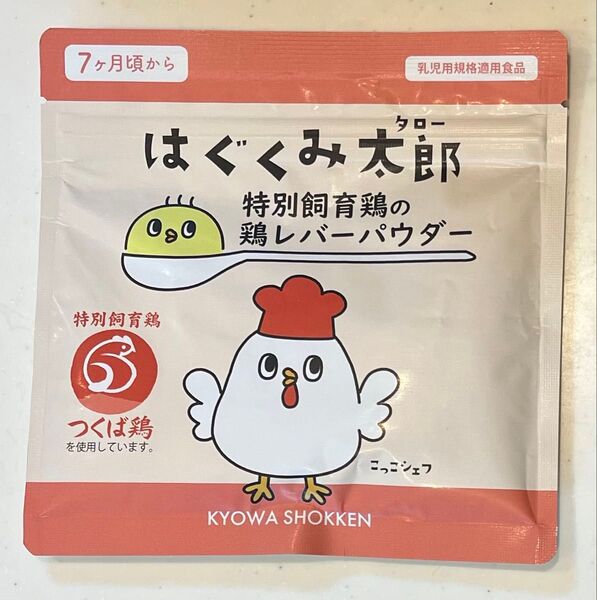 7ヶ月頃から
乳児用規格適用食品
タロー
はぐくみ太郎
特別飼育鶏の
鶏レバーパウダー
特別飼育鶏
つくば鶏
を使用しています。
こっこシェフ
KYOWA SHOKKEN